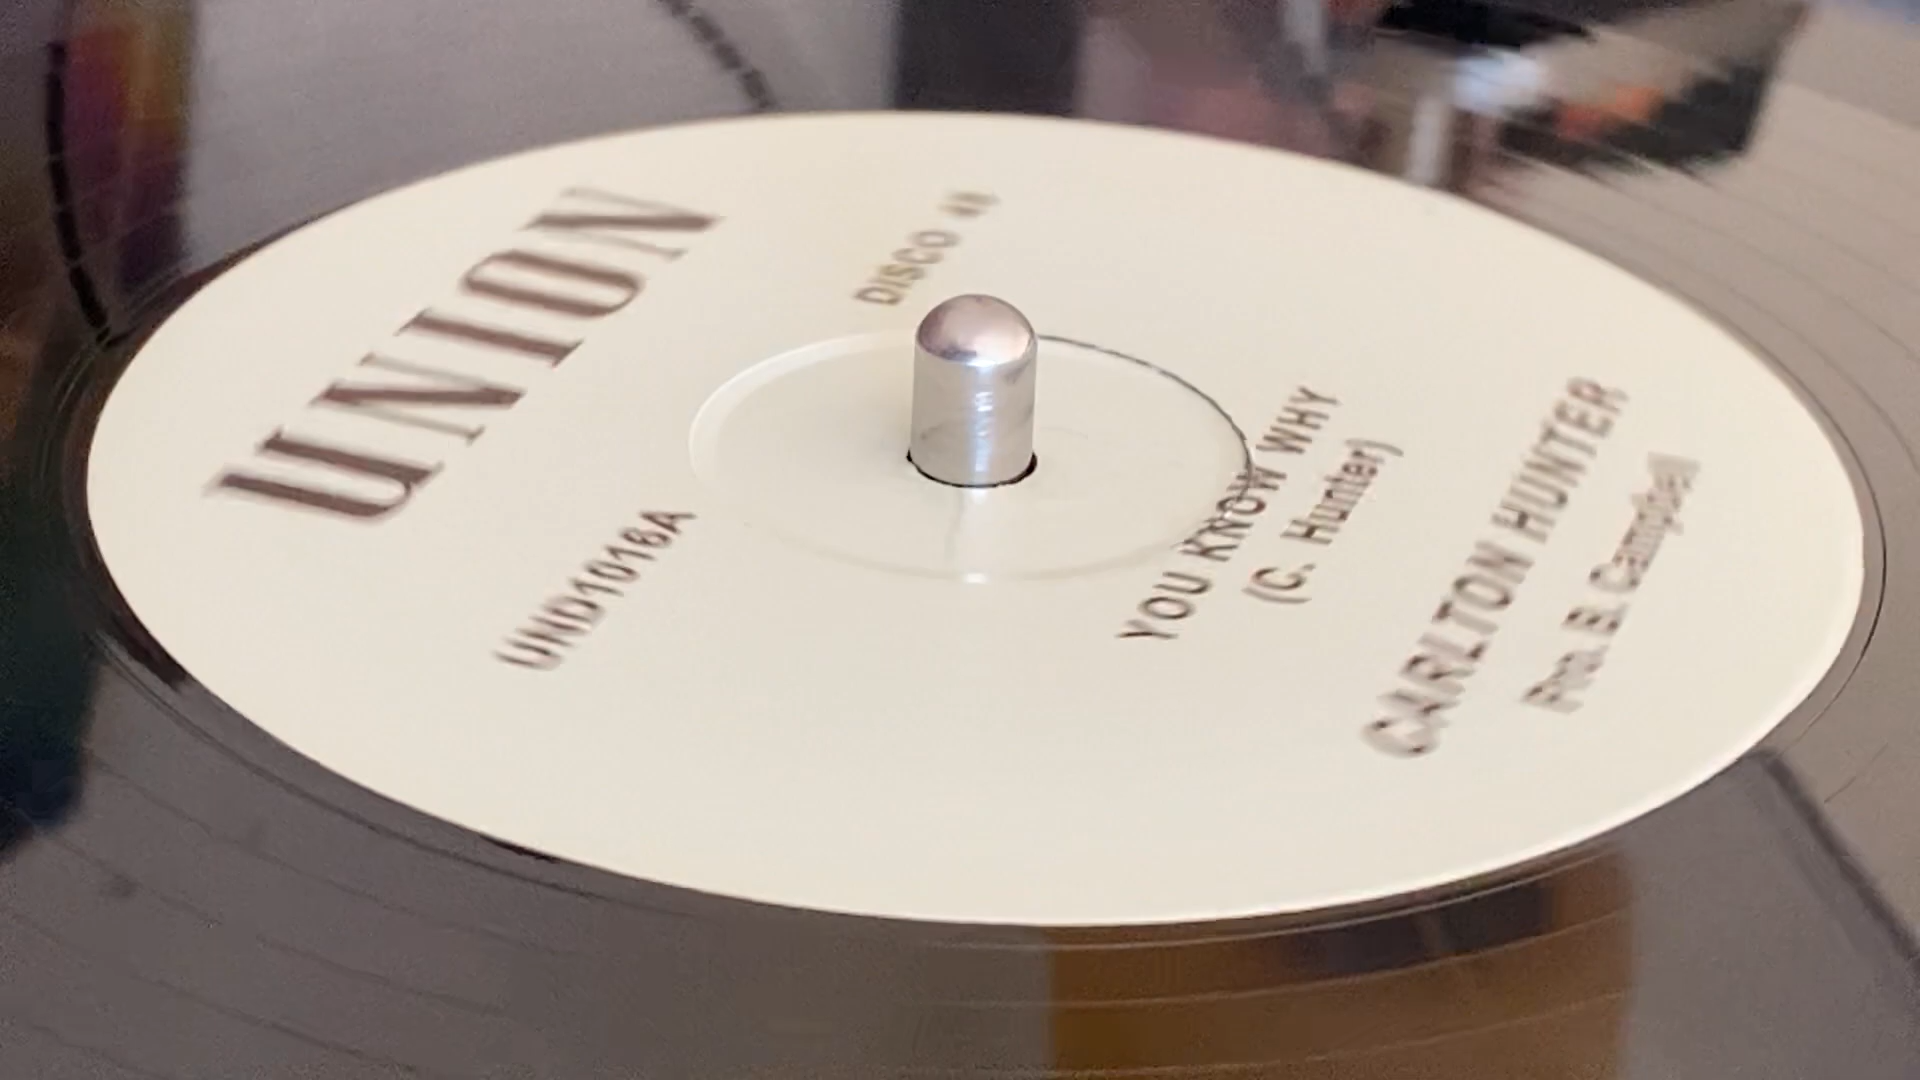 UNION
DISCO 45
UND1016A
YOU KNOW WHY
(C. Hunter)
CARLTON HUNTER
Pro. B. Campbell